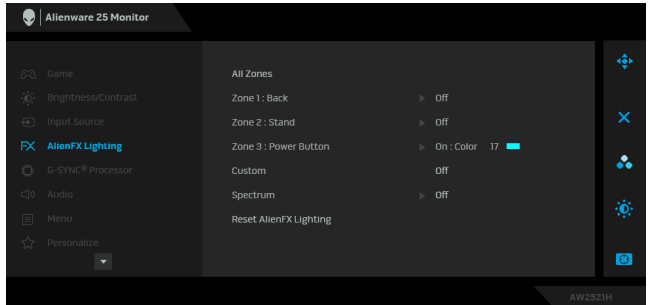 Alienware 25 Monitor
Game
Brightness/Contrast
Input Source
AlienFX Lighting
G-SYNC® Processor
Audio
Menu
Personalize
All Zones
Zone 1 : Back Off
Zone 2 : Stand Off
Zone 3 : Power Button On : Color 17
Custom Off
Spectrum Off
Reset AlienFX Lighting
AW2521H